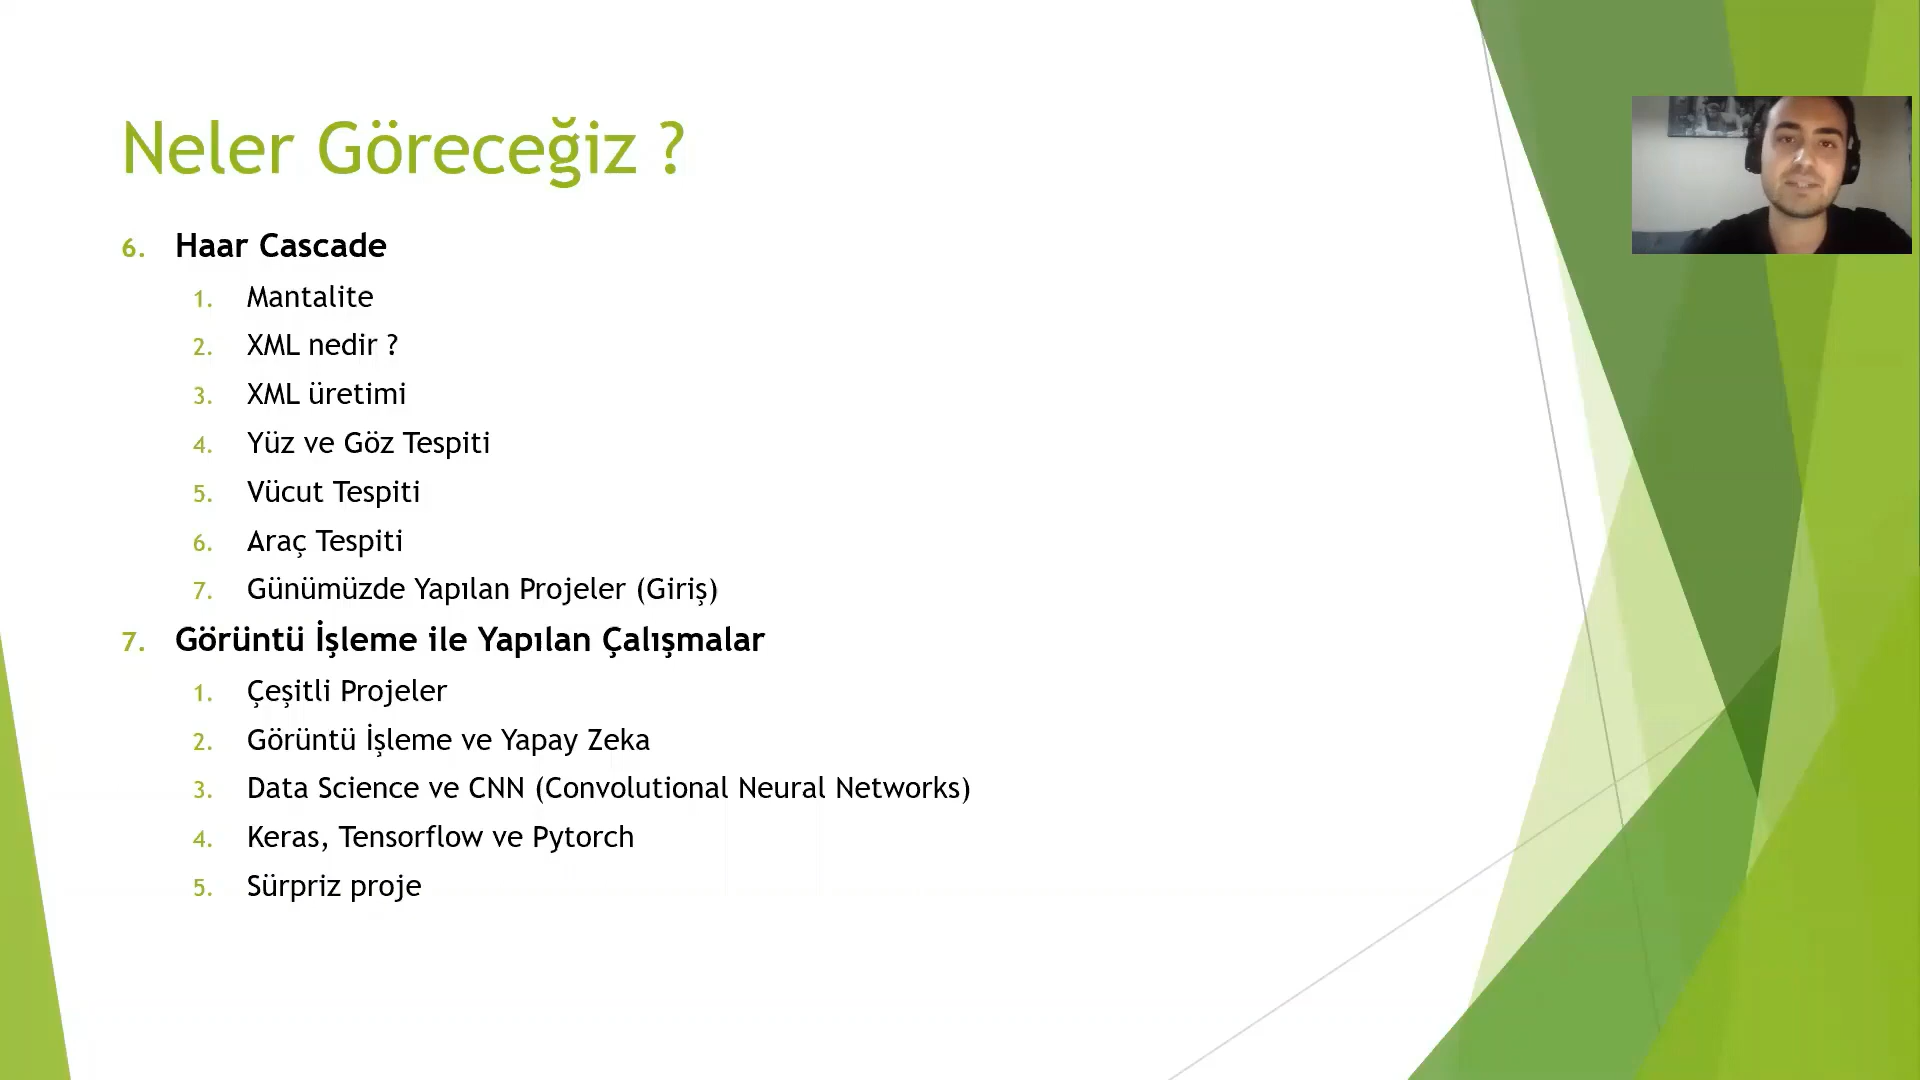 Neler Göreceğiz ?
6. Haar Cascade
1. Mantalite
2. XML nedir ?
3. XML üretimi
4. Yüz ve Göz Tespiti
5. Vücut Tespiti
6. Araç Tespiti
7. Günümüzde Yapılan Projeler (Giriş)
7. Görüntü İşleme ile Yapılan Çalışmalar
1. Çeşitli Projeler
2. Görüntü İşleme ve Yapay Zeka
3. Data Science ve CNN (Convolutional Neural Networks)
4. Keras, Tensorflow ve Pytorch
5. Sürpriz proje